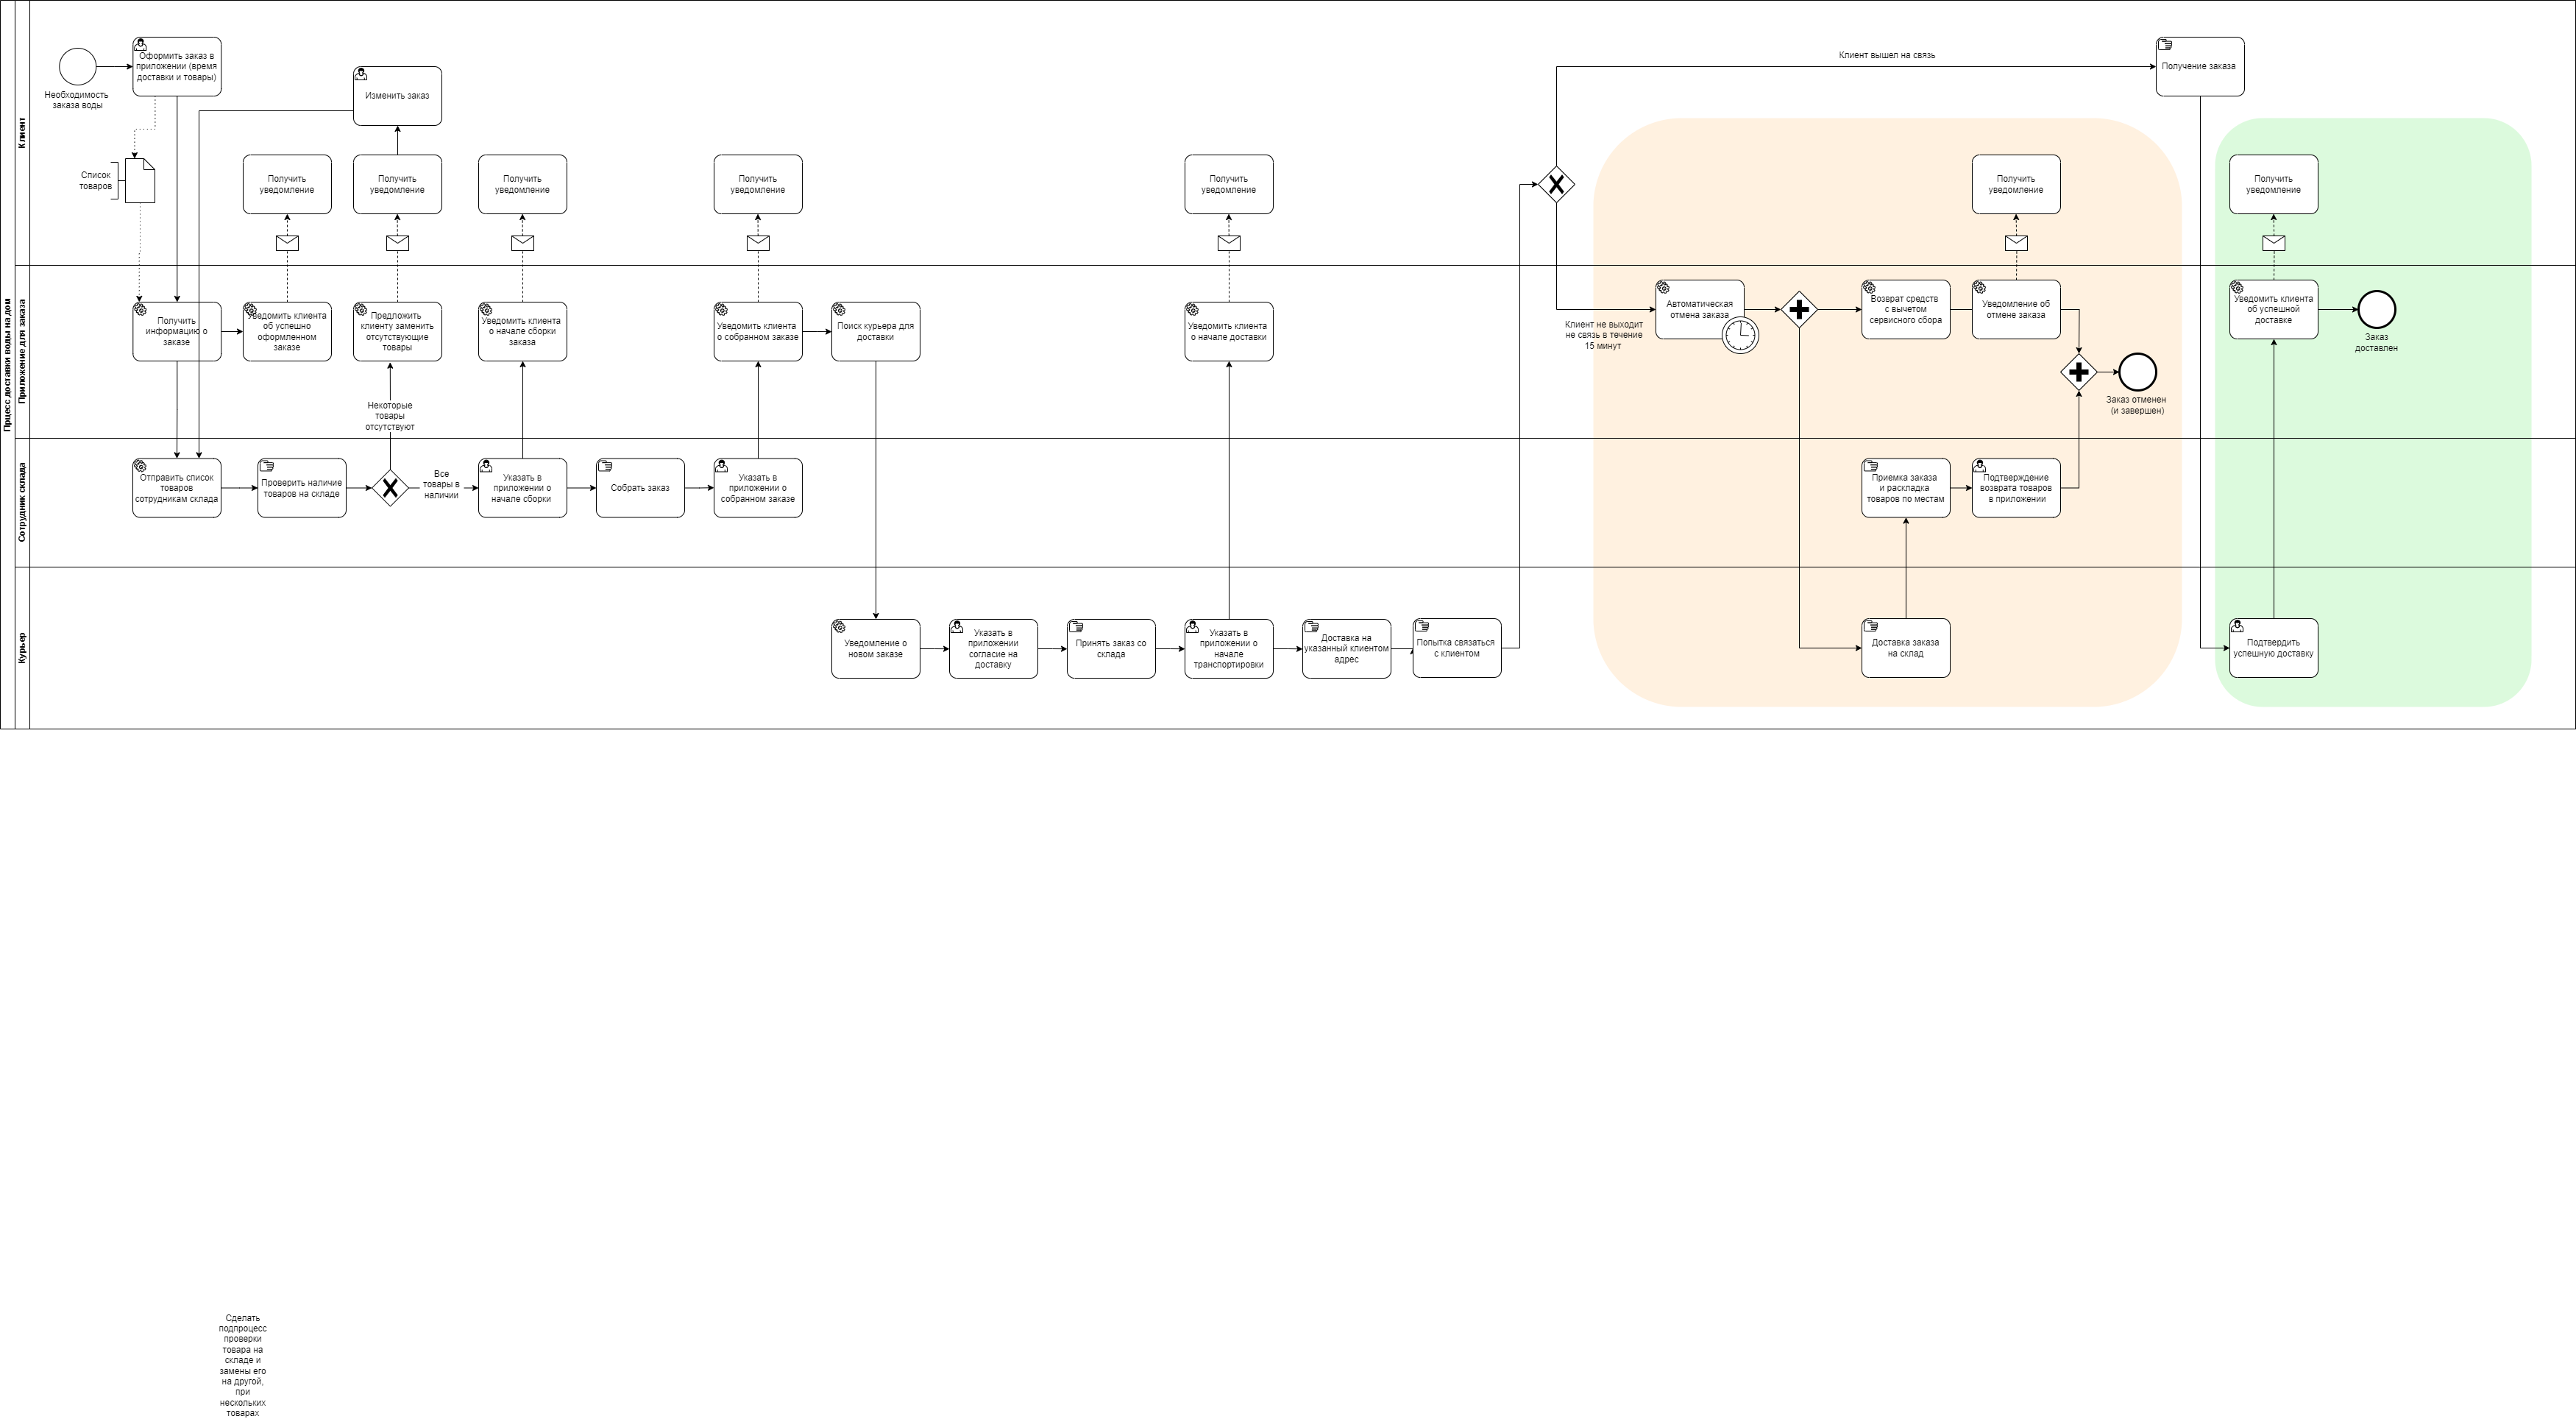 Прцесс доставки воды на дом
Клиент
Приложение для заказа
Сотрудник склада
Курьер
Необходимость
заказа воды
Оформить заказ в
приложении (время
доставки и товары)
Список
товаров
Изменить заказ
Получить
уведомление
Получить
уведомление
Получить
уведомление
Получить
уведомление
Получить
уведомление
Клиент вышел на связь
Получение заказа
Получить
уведомление
Получить
уведомление
Получить
информацию о
заказе
Уведомить клиента
об успешно
оформленном
заказе
Предложить
клиенту заменить
отсутствующие
товары
Уведомить клиента
о начале сборки
заказа
Уведомить клиента
о собранном заказе
Поиск курьера для
доставки
Уведомить клиента
о начале доставки
Клиент не выходит
не связь в течение
15 минут
Автоматическая
отмена заказа
Возврат средств
с вычетом
сервисного сбора
Уведомление об
отмене заказа
Заказ отменен
(и завершен)
Уведомить клиента
об успешной
доставке
Заказ
доставлен
Некоторые
товары
отсутствуют
Отправить список
товаров
сотрудникам склада
Проверить наличие
товаров на складе
Все
товары в
наличии
Указать в
приложении о
начале сборки
Собрать заказ
Указать в
приложении о
собранном заказе
Приемка заказа
и раскладка
товаров по местам
Подтверждение
возврата товаров
в приложении
Уведомление о
новом заказе
Указать в
приложении
согласие на
доставку
Принять заказ со
склада
Указать в
приложении о
начале
транспортировки
Доставка на
указанный клиентом
адрес
Попытка связаться
с клиентом
Доставка заказа
на склад
Подтвердить
успешную доставку
Сделать
подпроцесс
проверки
товара на
складе и
замены его
на другой,
при
нескольких
товарах